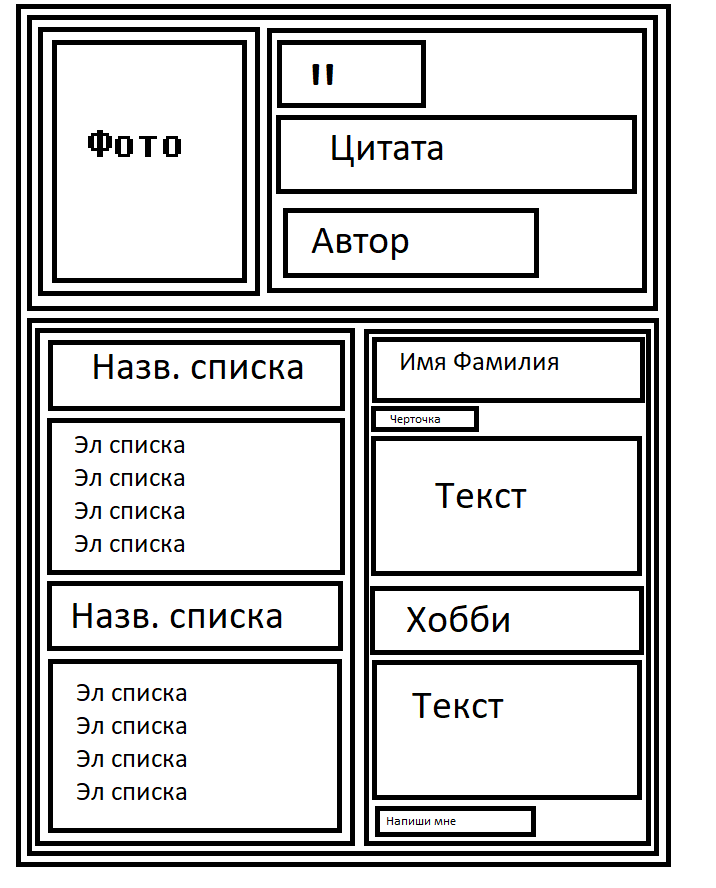 Фото
"
Цитата
Автор
Назв. списка
Эл списка
Эл списка
Эл списка
Эл списка
Назв. списка
Эл списка
Эл списка
Эл списка
Эл списка
Имя Фамилия
Черточка
Текст
Хобби
Текст
Напиши мне